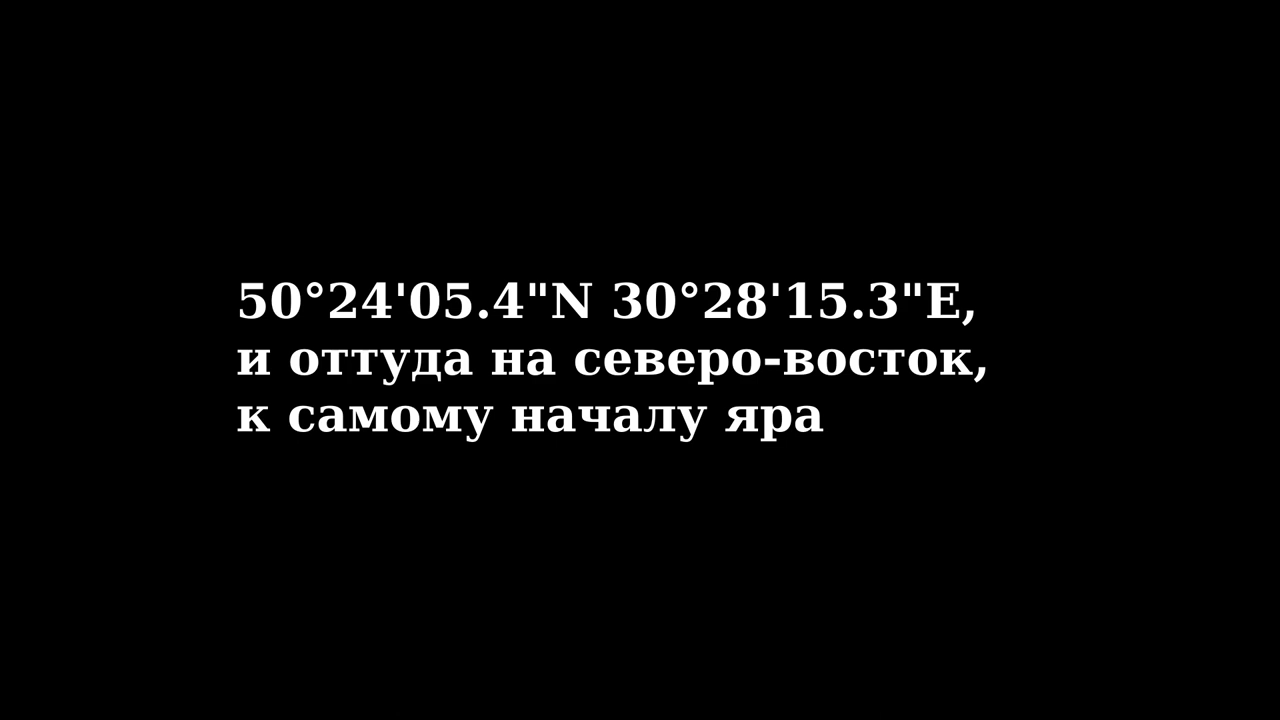 50°24'05.4"N 30°28'15.3"E,
и оттуда на северо-восток,
к самому началу яра